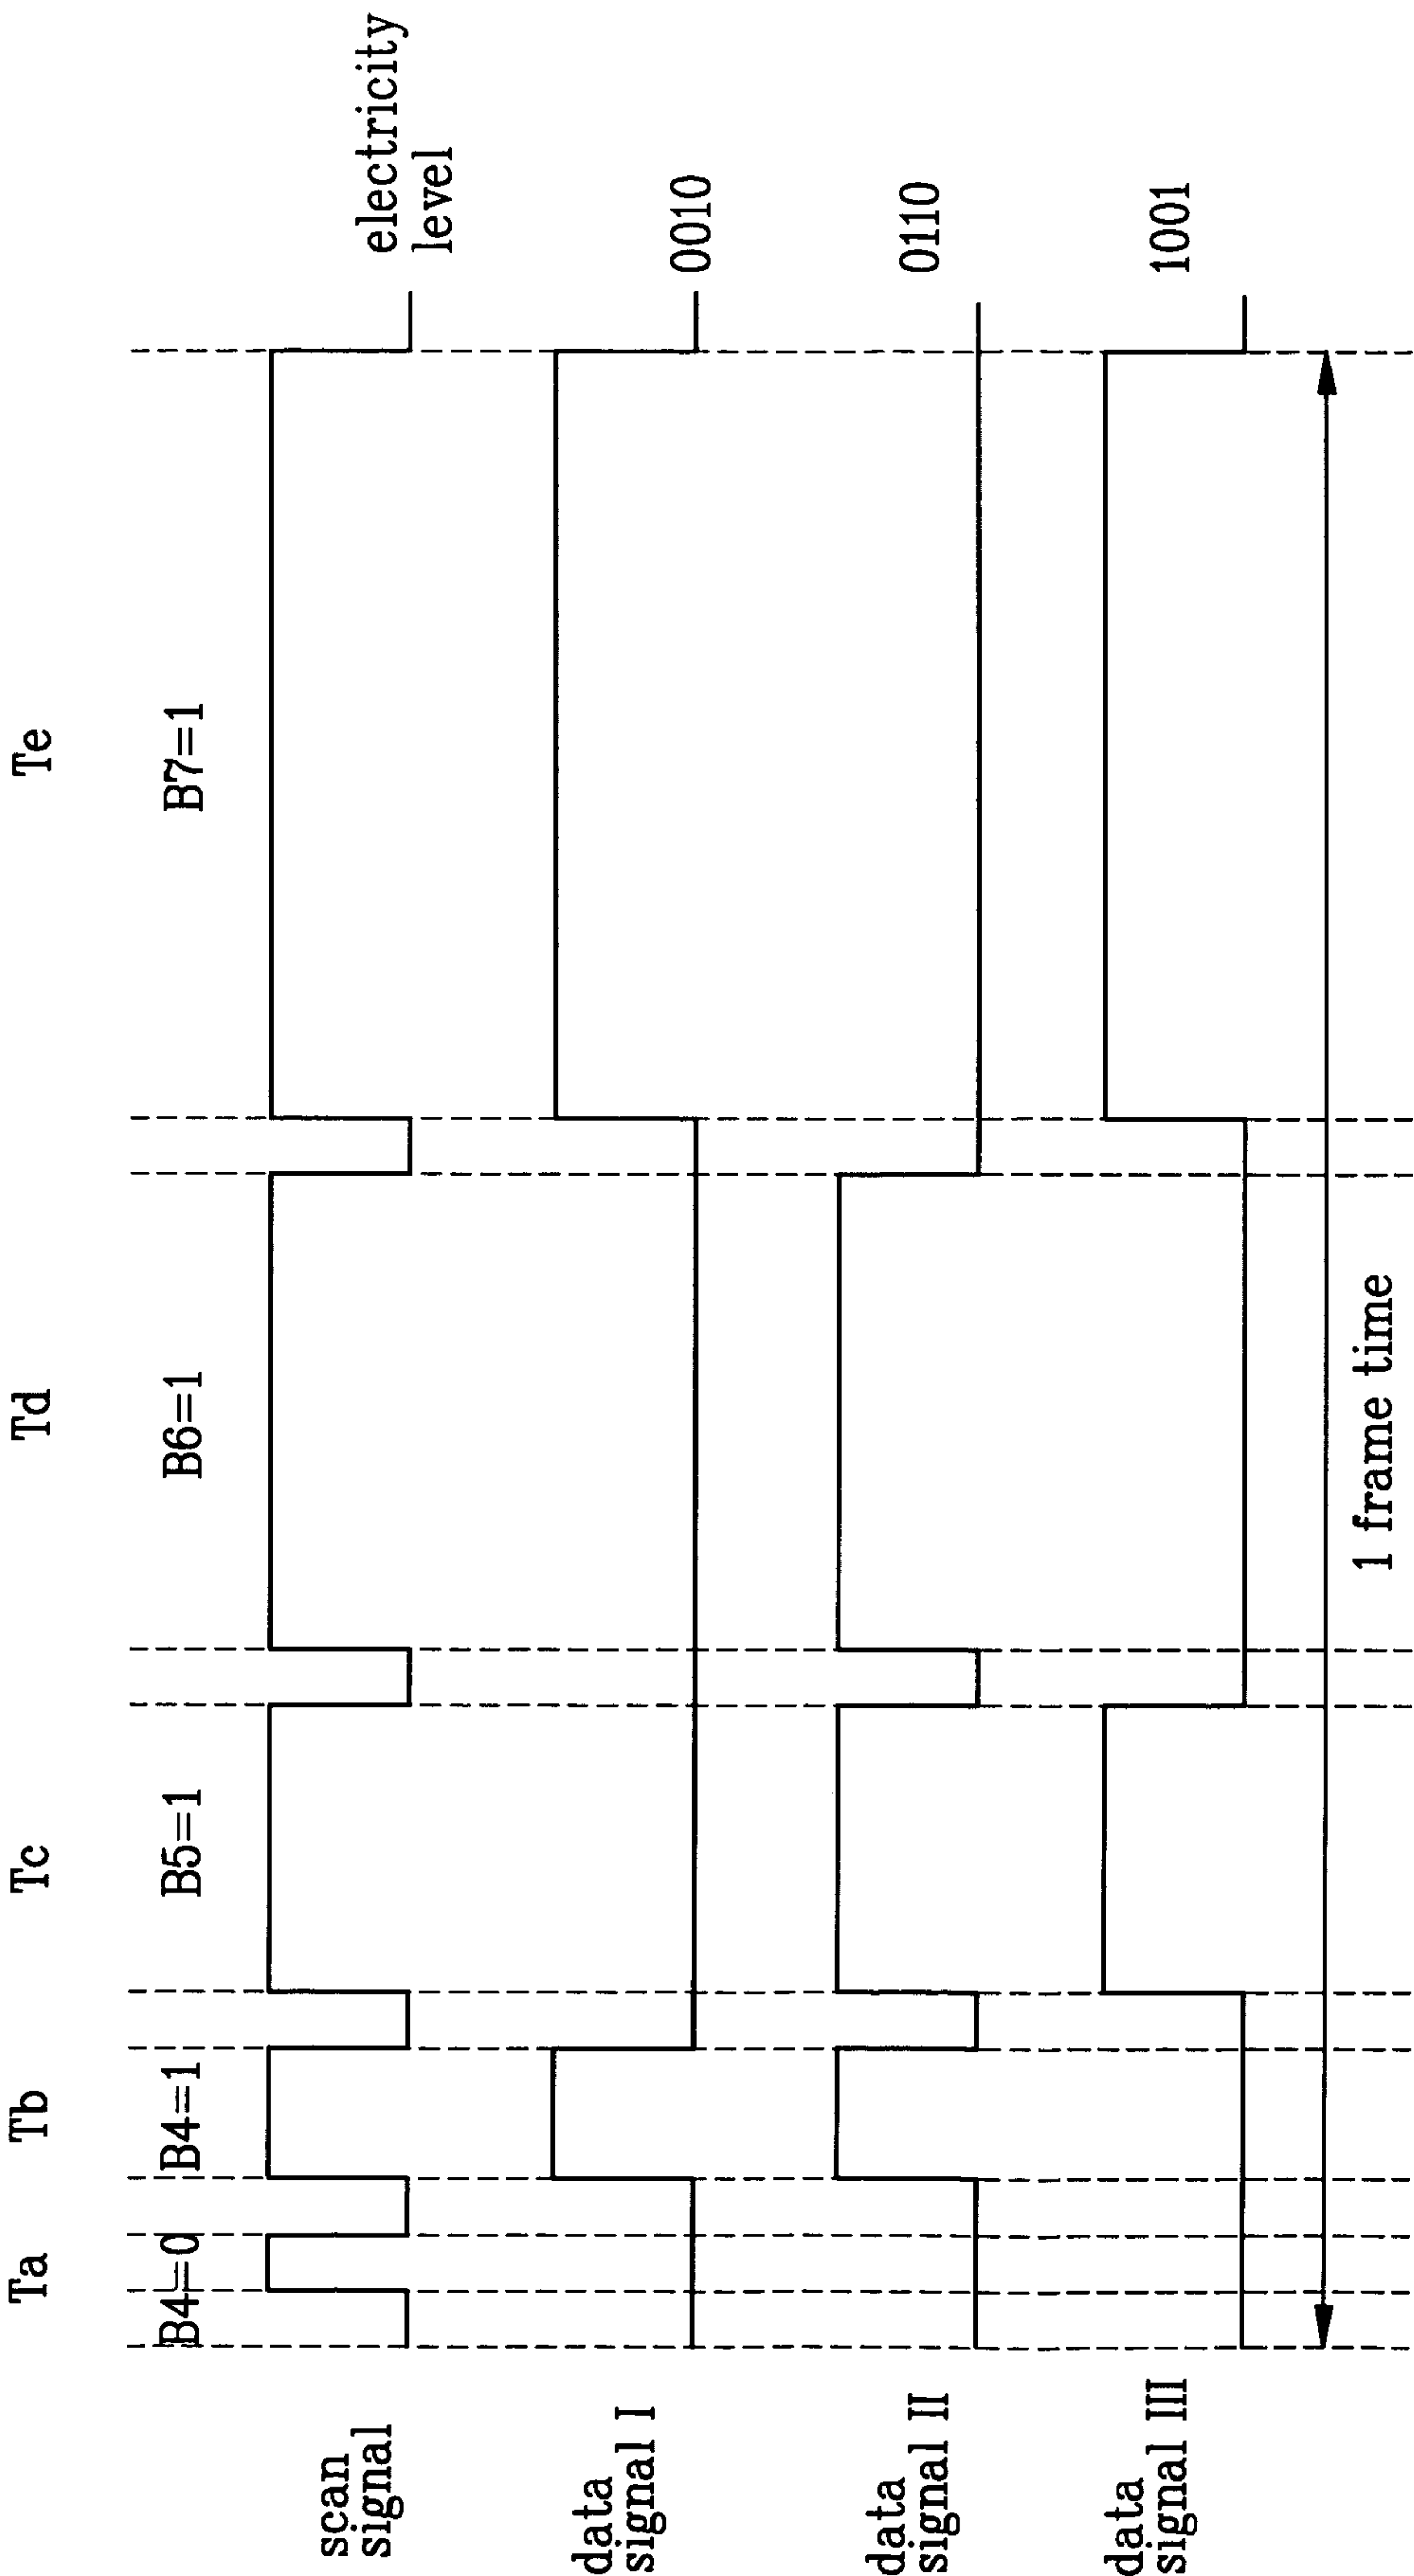 Ta Tb Tc Td Te
B4=0 B4=1 B5=1 B6=1 B7=1
scan
signal
electricity
level
data
signal I
0010
data
signal II
0110
data
signal III
1001
1 frame time